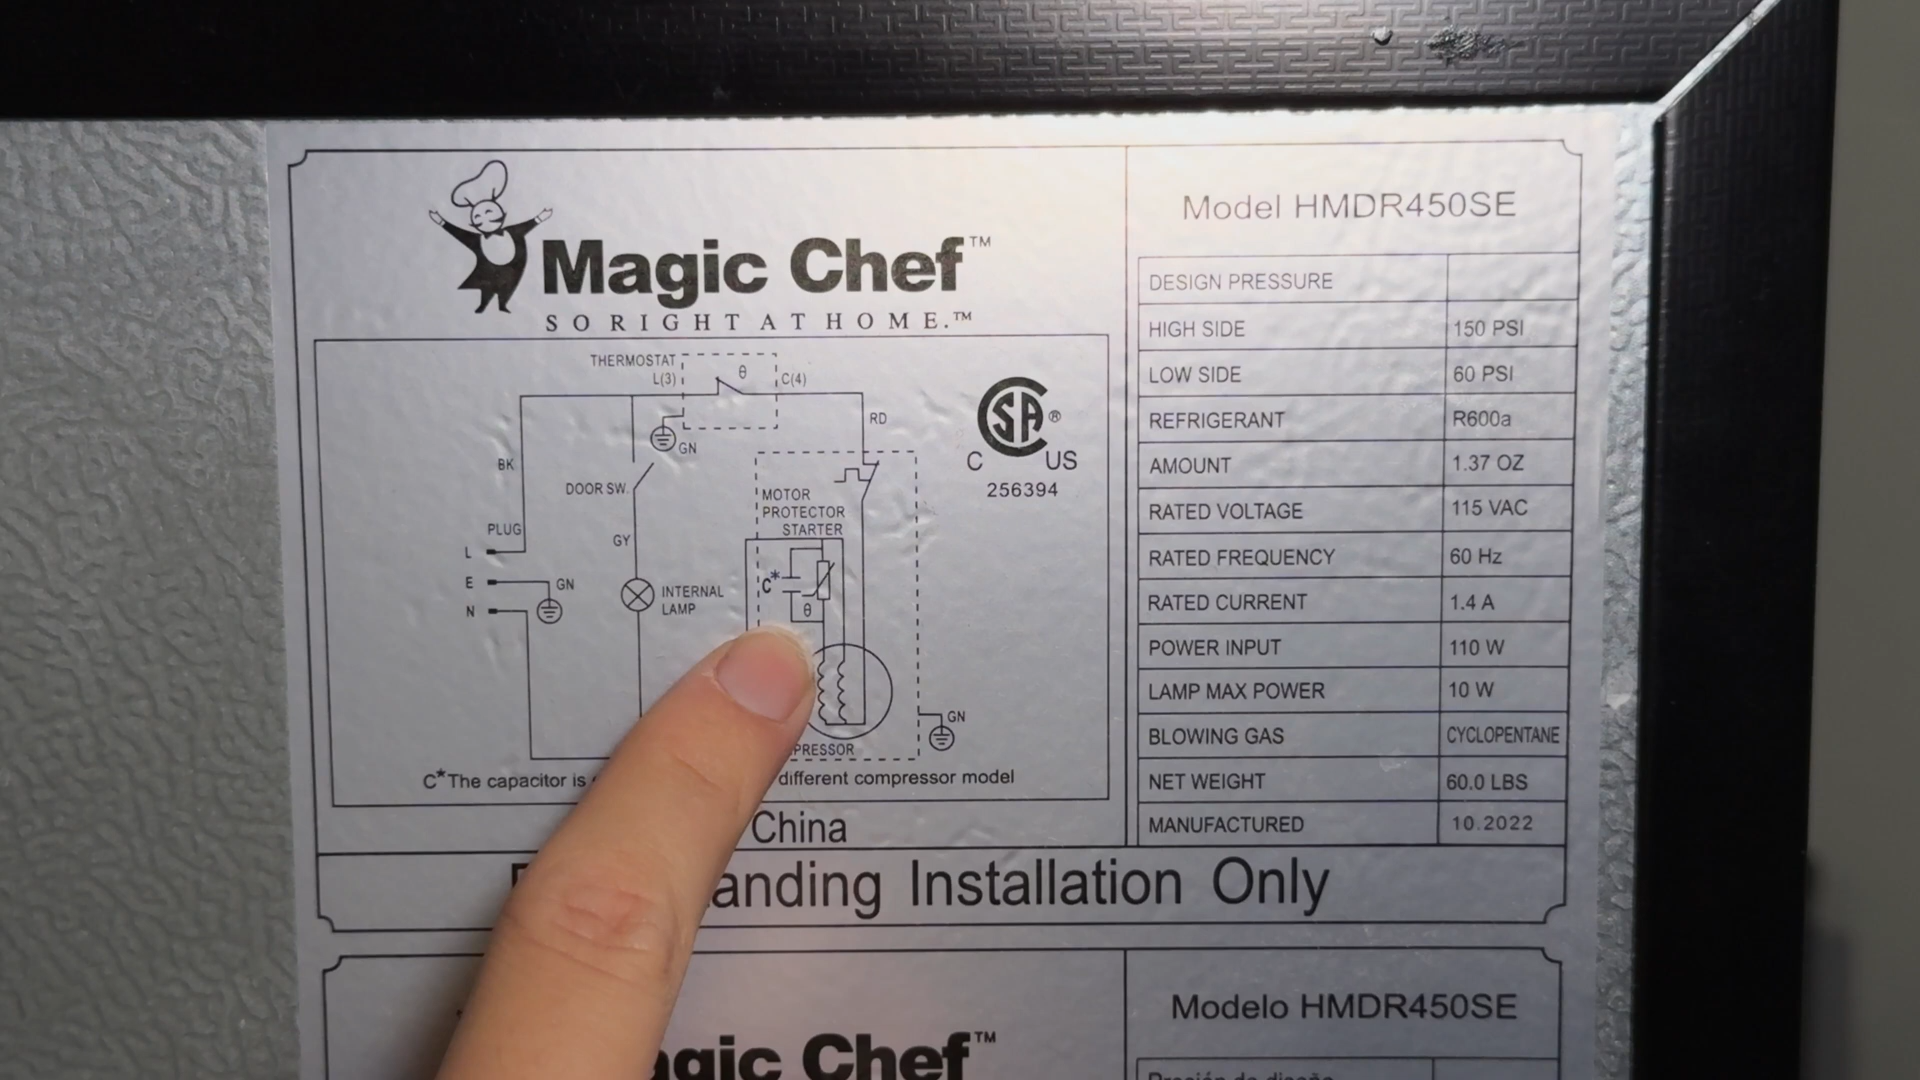 Magic Chef™
SO RIGHT AT HOME.™
THERMOSTAT
L(3)
θ
C(4)
RD
GN
BK
DOOR SW.
PLUG
GY
L
E
GN
N
INTERNAL
LAMP
MOTOR
PROTECTOR
STARTER
C*
θ
GN
PRESSOR
C*The capacitor is
different compressor model
CSA®
C US
256394
China
anding Installation Only
Model HMDR450SE
DESIGN PRESSURE
HIGH SIDE 150 PSI
LOW SIDE 60 PSI
REFRIGERANT R600a
AMOUNT 1.37 OZ
RATED VOLTAGE 115 VAC
RATED FREQUENCY 60 Hz
RATED CURRENT 1.4 A
POWER INPUT 110 W
LAMP MAX POWER 10 W
BLOWING GAS CYCLOPENTANE
NET WEIGHT 60.0 LBS
MANUFACTURED 10.2022
agic Chef™
Modelo HMDR450SE